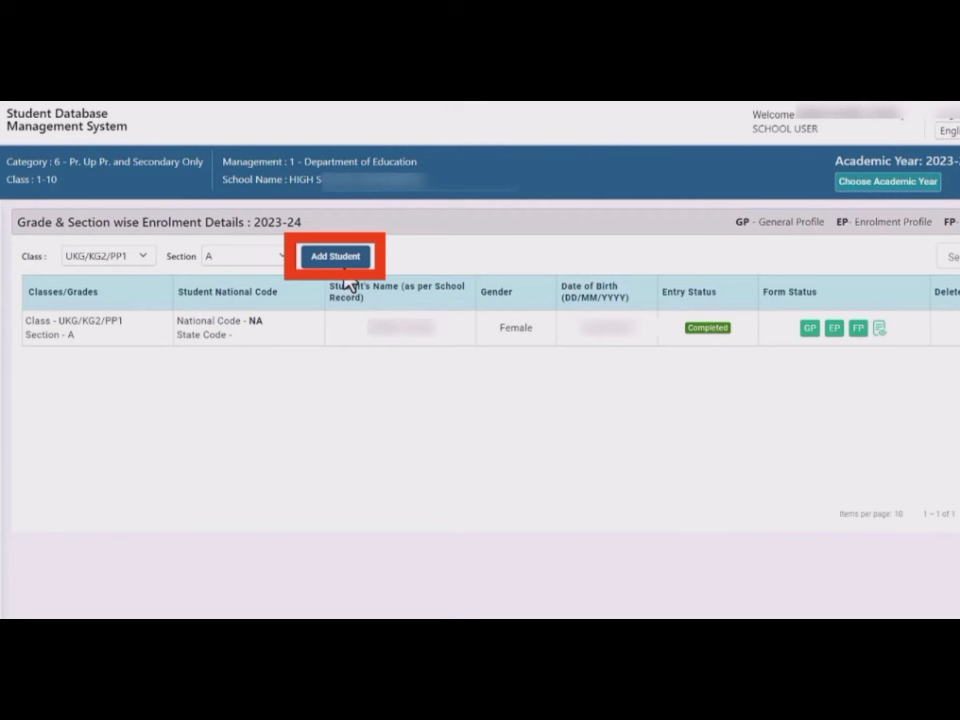 Student Database
Management System
Welcome
SCHOOL USER
Engli
Category : 6 - Pr. Up Pr. and Secondary Only
Class : 1-10
Management : 1 - Department of Education
School Name : HIGH S
Academic Year: 2023-2
Choose Academic Year
Grade & Section wise Enrolment Details : 2023-24
GP - General Profile EP- Enrolment Profile FP-
Class : UKG/KG2/PP1 Section A Add Student Se
Classes/Grades Student National Code Student's Name (as per School Record) Gender Date of Birth (DD/MM/YYYY) Entry Status Form Status Delete
Class - UKG/KG2/PP1
Section - A
National Code - NA
State Code -
Female
Completed
GP EP FP
Items per page: 10 1 – 1 of 1